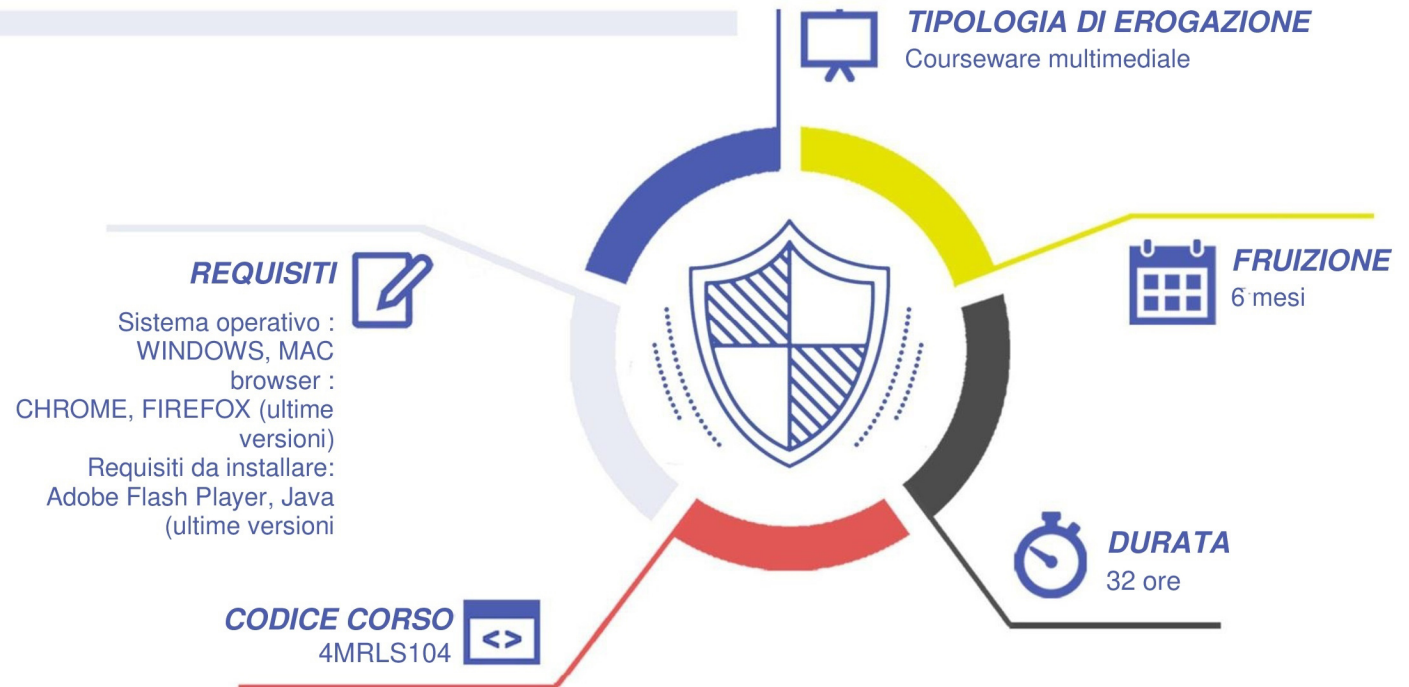 TIPOLOGIA DI EROGAZIONE
Courseware multimediale
REQUISITI
Sistema operativo :
WINDOWS, MAC
browser :
CHROME, FIREFOX (ultime
versioni)
Requisiti da installare:
Adobe Flash Player, Java
(ultime versioni
FRUIZIONE
6 mesi
DURATA
32 ore
CODICE CORSO
4MRLS104